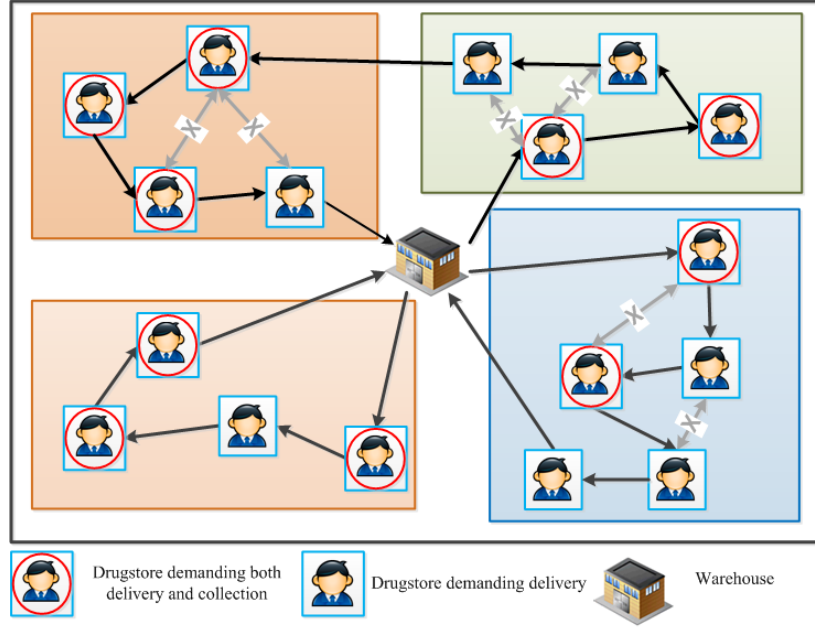 X
X
X
X
X
X
Drugstore demanding both
delivery and collection
Drugstore demanding delivery
Warehouse